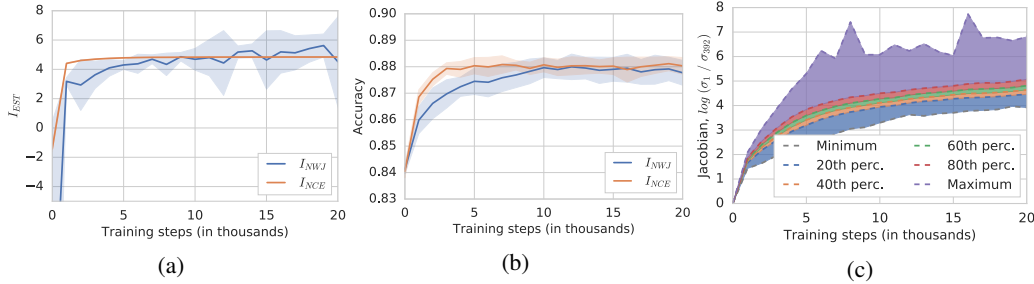 I_EST
8
6
4
2
0
−2
−4
0 5 10 15 20
Training steps (in thousands)
I_NWJ
I_NCE
(a)
Accuracy
0.90
0.89
0.88
0.87
0.86
0.85
0.84
0.83
0 5 10 15 20
Training steps (in thousands)
I_NWJ
I_NCE
(b)
Jacobian, log (σ1 / σ392)
8
7
6
5
4
3
2
1
0
0 5 10 15 20
Training steps (in thousands)
Minimum
20th perc.
40th perc.
60th perc.
80th perc.
Maximum
(c)